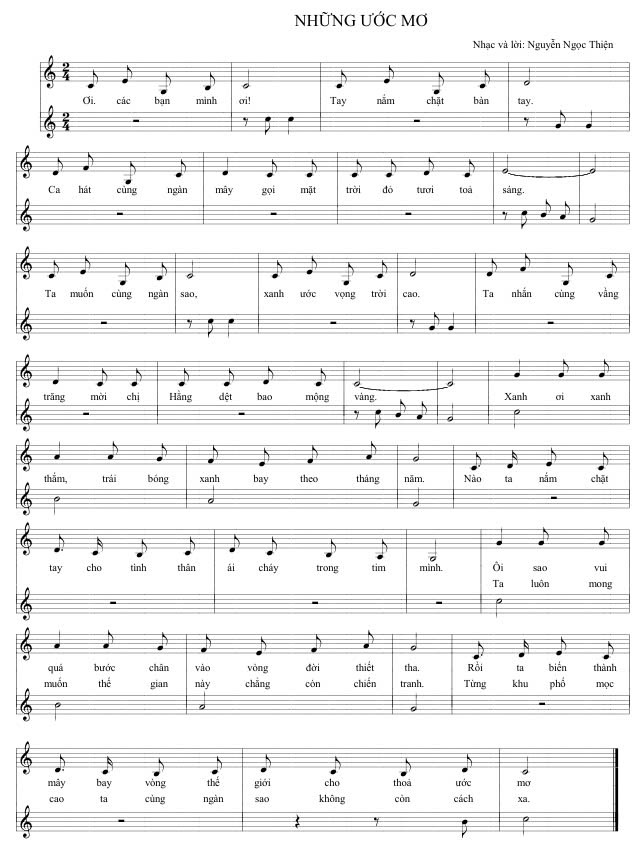 NHỮNG ƯỚC MƠ
Nhạc và lời: Nguyễn Ngọc Thiện
Ơi. các bạn mình ơi! Tay nắm chặt bàn tay.
Ca hát cùng ngàn mây gọi mặt trời đỏ tươi toả sáng.
Ta muốn cùng ngàn sao, xanh ước vọng trời cao. Ta nhắn cùng vầng
trăng mời chị Hằng dệt bao mộng vàng. Xanh ơi xanh
thẳm, trái bóng xanh bay theo tháng năm. Nào ta nắm chặt
tay cho tình thân ái cháy trong tim mình. Ôi sao vui
Ta luôn mong
quá bước chân vào vòng đời thiết tha. Rồi ta biến thành
muốn thế gian này chẳng còn chiến tranh. Từng khu phố mọc
mây bay vòng thế giới cho thoả ước mơ
cao ta cùng ngàn sao không còn cách xa.